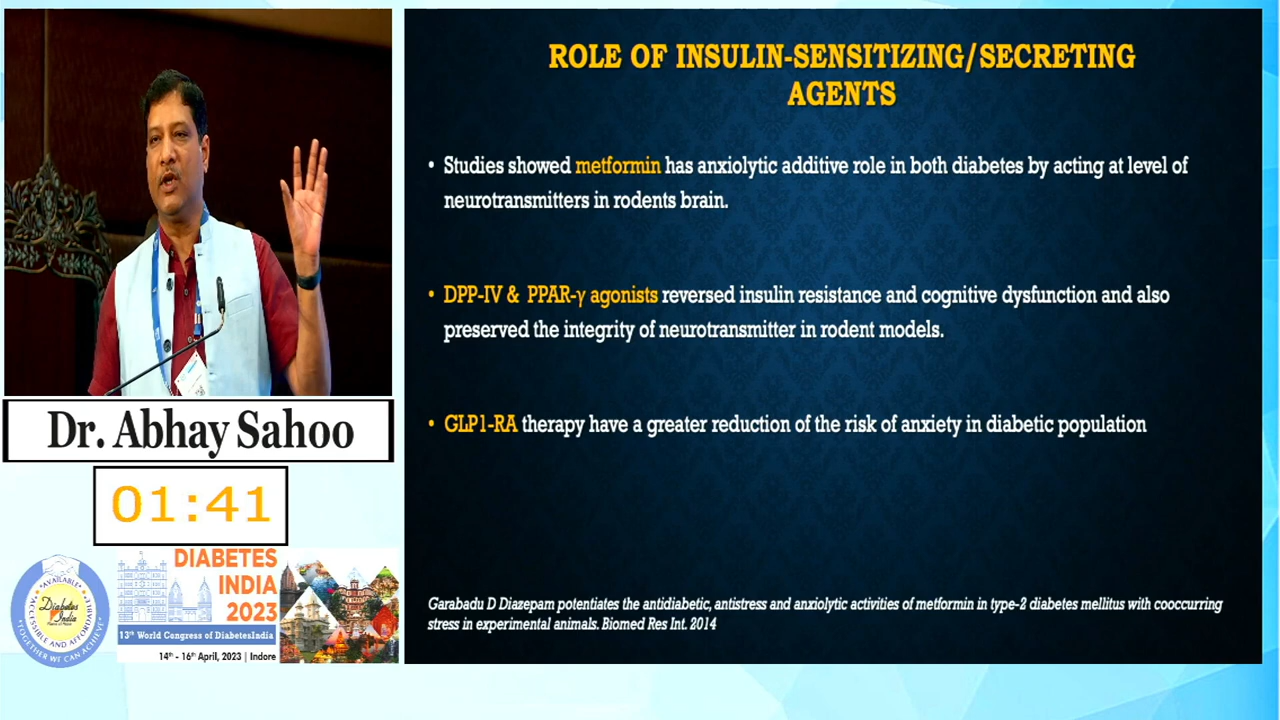 ROLE OF INSULIN-SENSITIZING/SECRETING
AGENTS
• Studies showed metformin has anxiolytic additive role in both diabetes by acting at level of
neurotransmitters in rodents brain.
• DPP-IV & PPAR-γ agonists reversed insulin resistance and cognitive dysfunction and also
preserved the integrity of neurotransmitter in rodent models.
• GLP1-RA therapy have a greater reduction of the risk of anxiety in diabetic population
Garabadu D Diazepam potentiates the antidiabetic, antistress and anxiolytic activities of metformin in type-2 diabetes mellitus with cooccurring
stress in experimental animals. Biomed Res Int. 2014
Dr. Abhay Sahoo
01:41
AVAILABLE
ACCESSIBLE AND AFFORDABLE
Diabetes
India
TOGETHER WE CAN ACHIEVE
DIABETES
INDIA
2023
13th World Congress of DiabetesIndia
14th - 16th April, 2023 | Indore